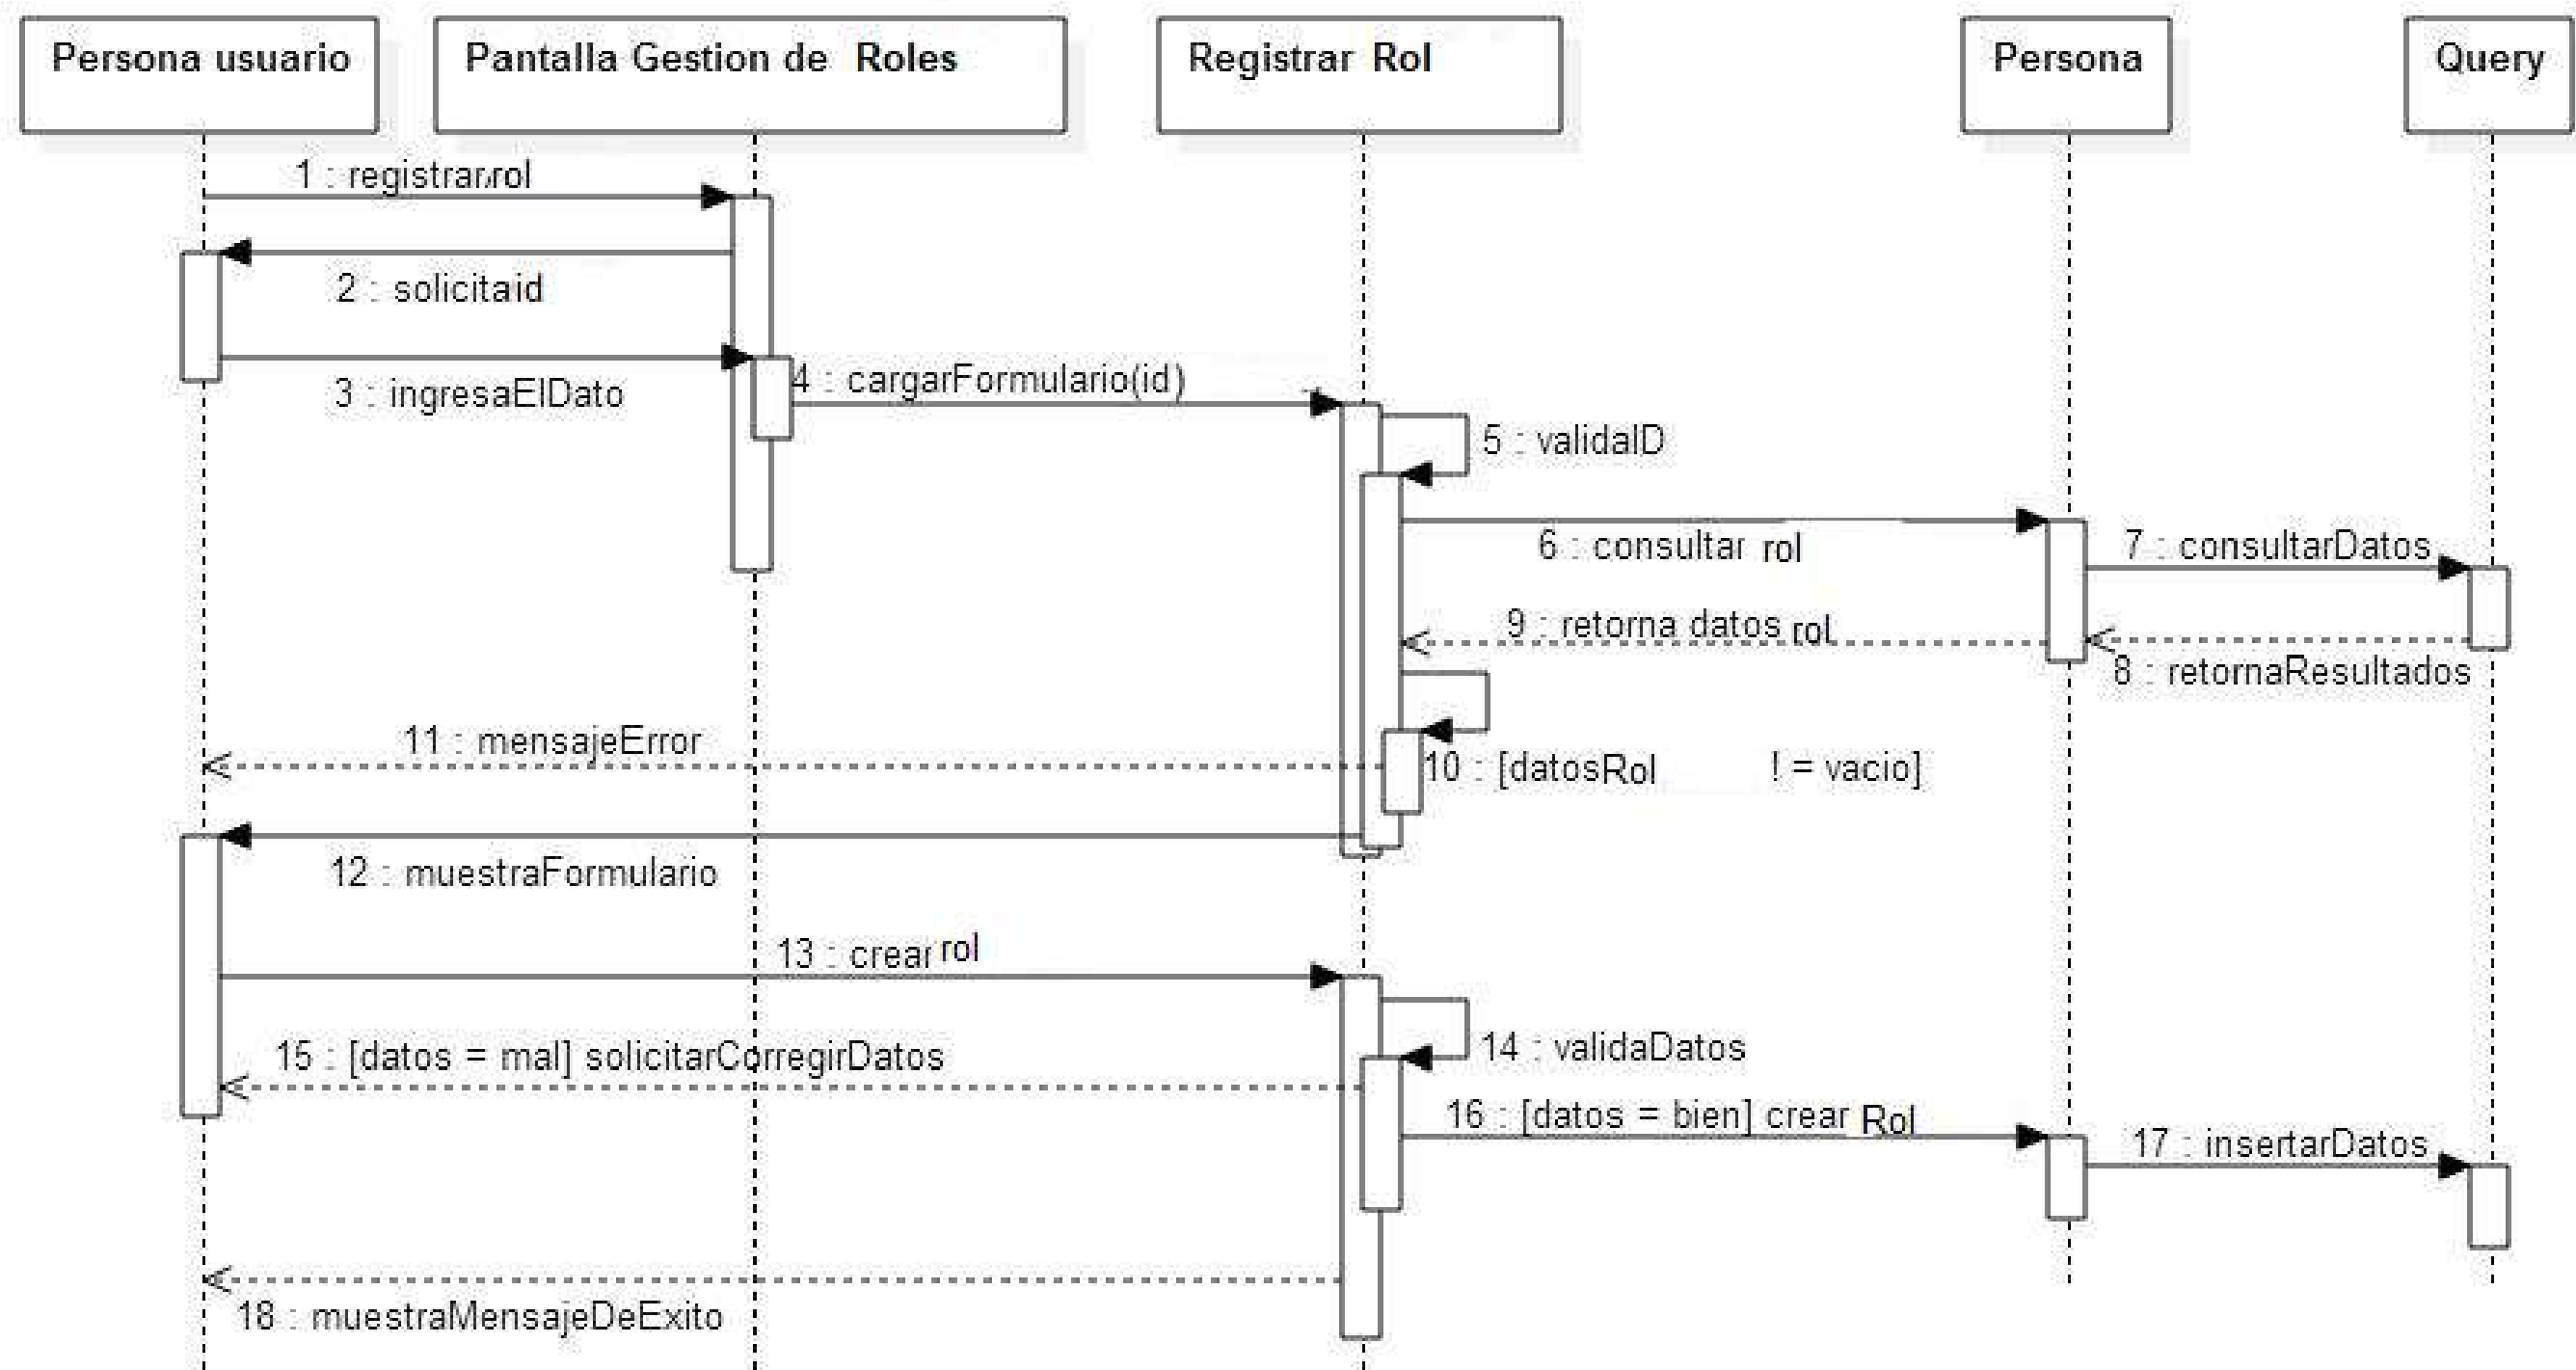 Persona usuario
Pantalla Gestion de Roles
Registrar Rol
Persona
Query
1 : registrar rol
2 : solicita id
3 : ingresaElDato
4 : cargarFormulario(id)
5 : validaID
6 : consultar rol
7 : consultarDatos
9 : retorna datos rol
8 : retornaResultados
11 : mensajeError
10 : [datosRol ! = vacio]
12 : muestraFormulario
13 : crear rol
15 : [datos = mal] solicitarCorregirDatos
14 : validaDatos
16 : [datos = bien] crear Rol
17 : insertarDatos
18 : muestraMensajeDeExito